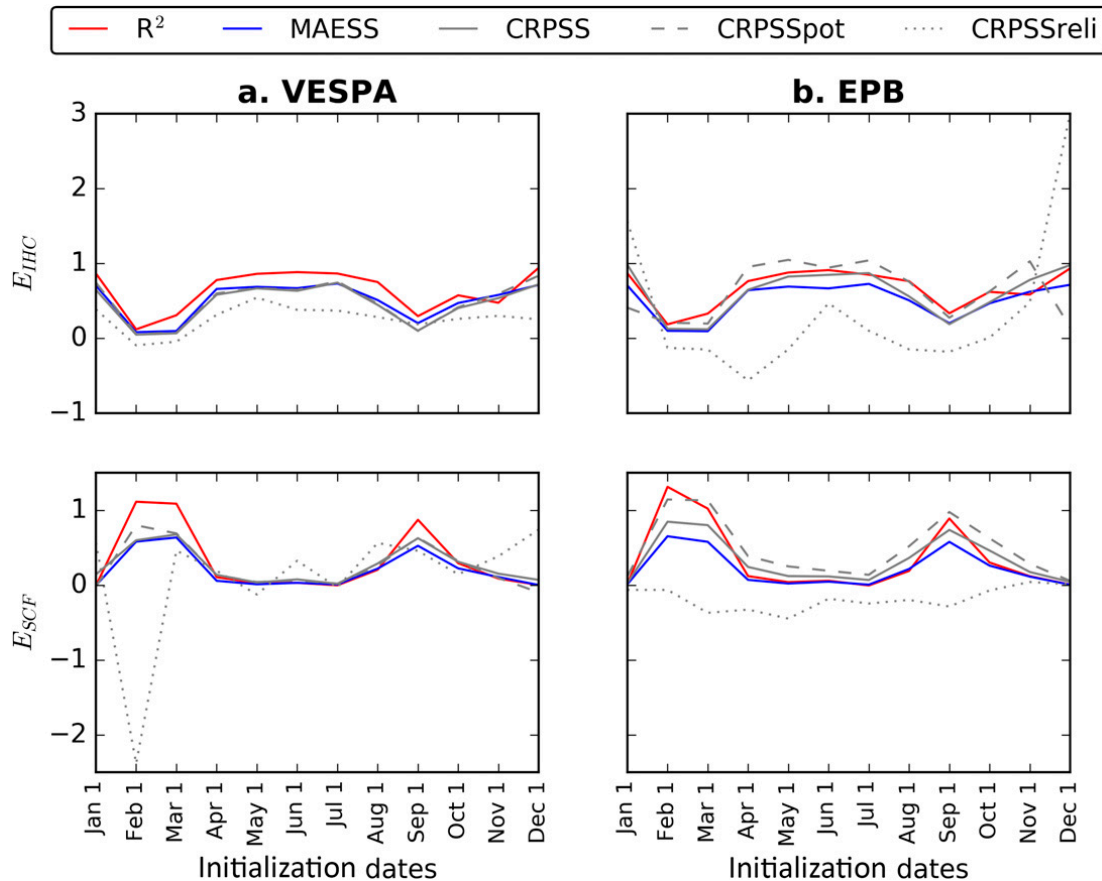 R² MAESS CRPSS CRPSSpot CRPSSreli
a. VESPA
b. EPB
E_IHC
3
2
1
0
−1
E_SCF
1
0
−1
−2
Jan 1 Feb 1 Mar 1 Apr 1 May 1 Jun 1 Jul 1 Aug 1 Sep 1 Oct 1 Nov 1 Dec 1
Jan 1 Feb 1 Mar 1 Apr 1 May 1 Jun 1 Jul 1 Aug 1 Sep 1 Oct 1 Nov 1 Dec 1
Initialization dates
Initialization dates